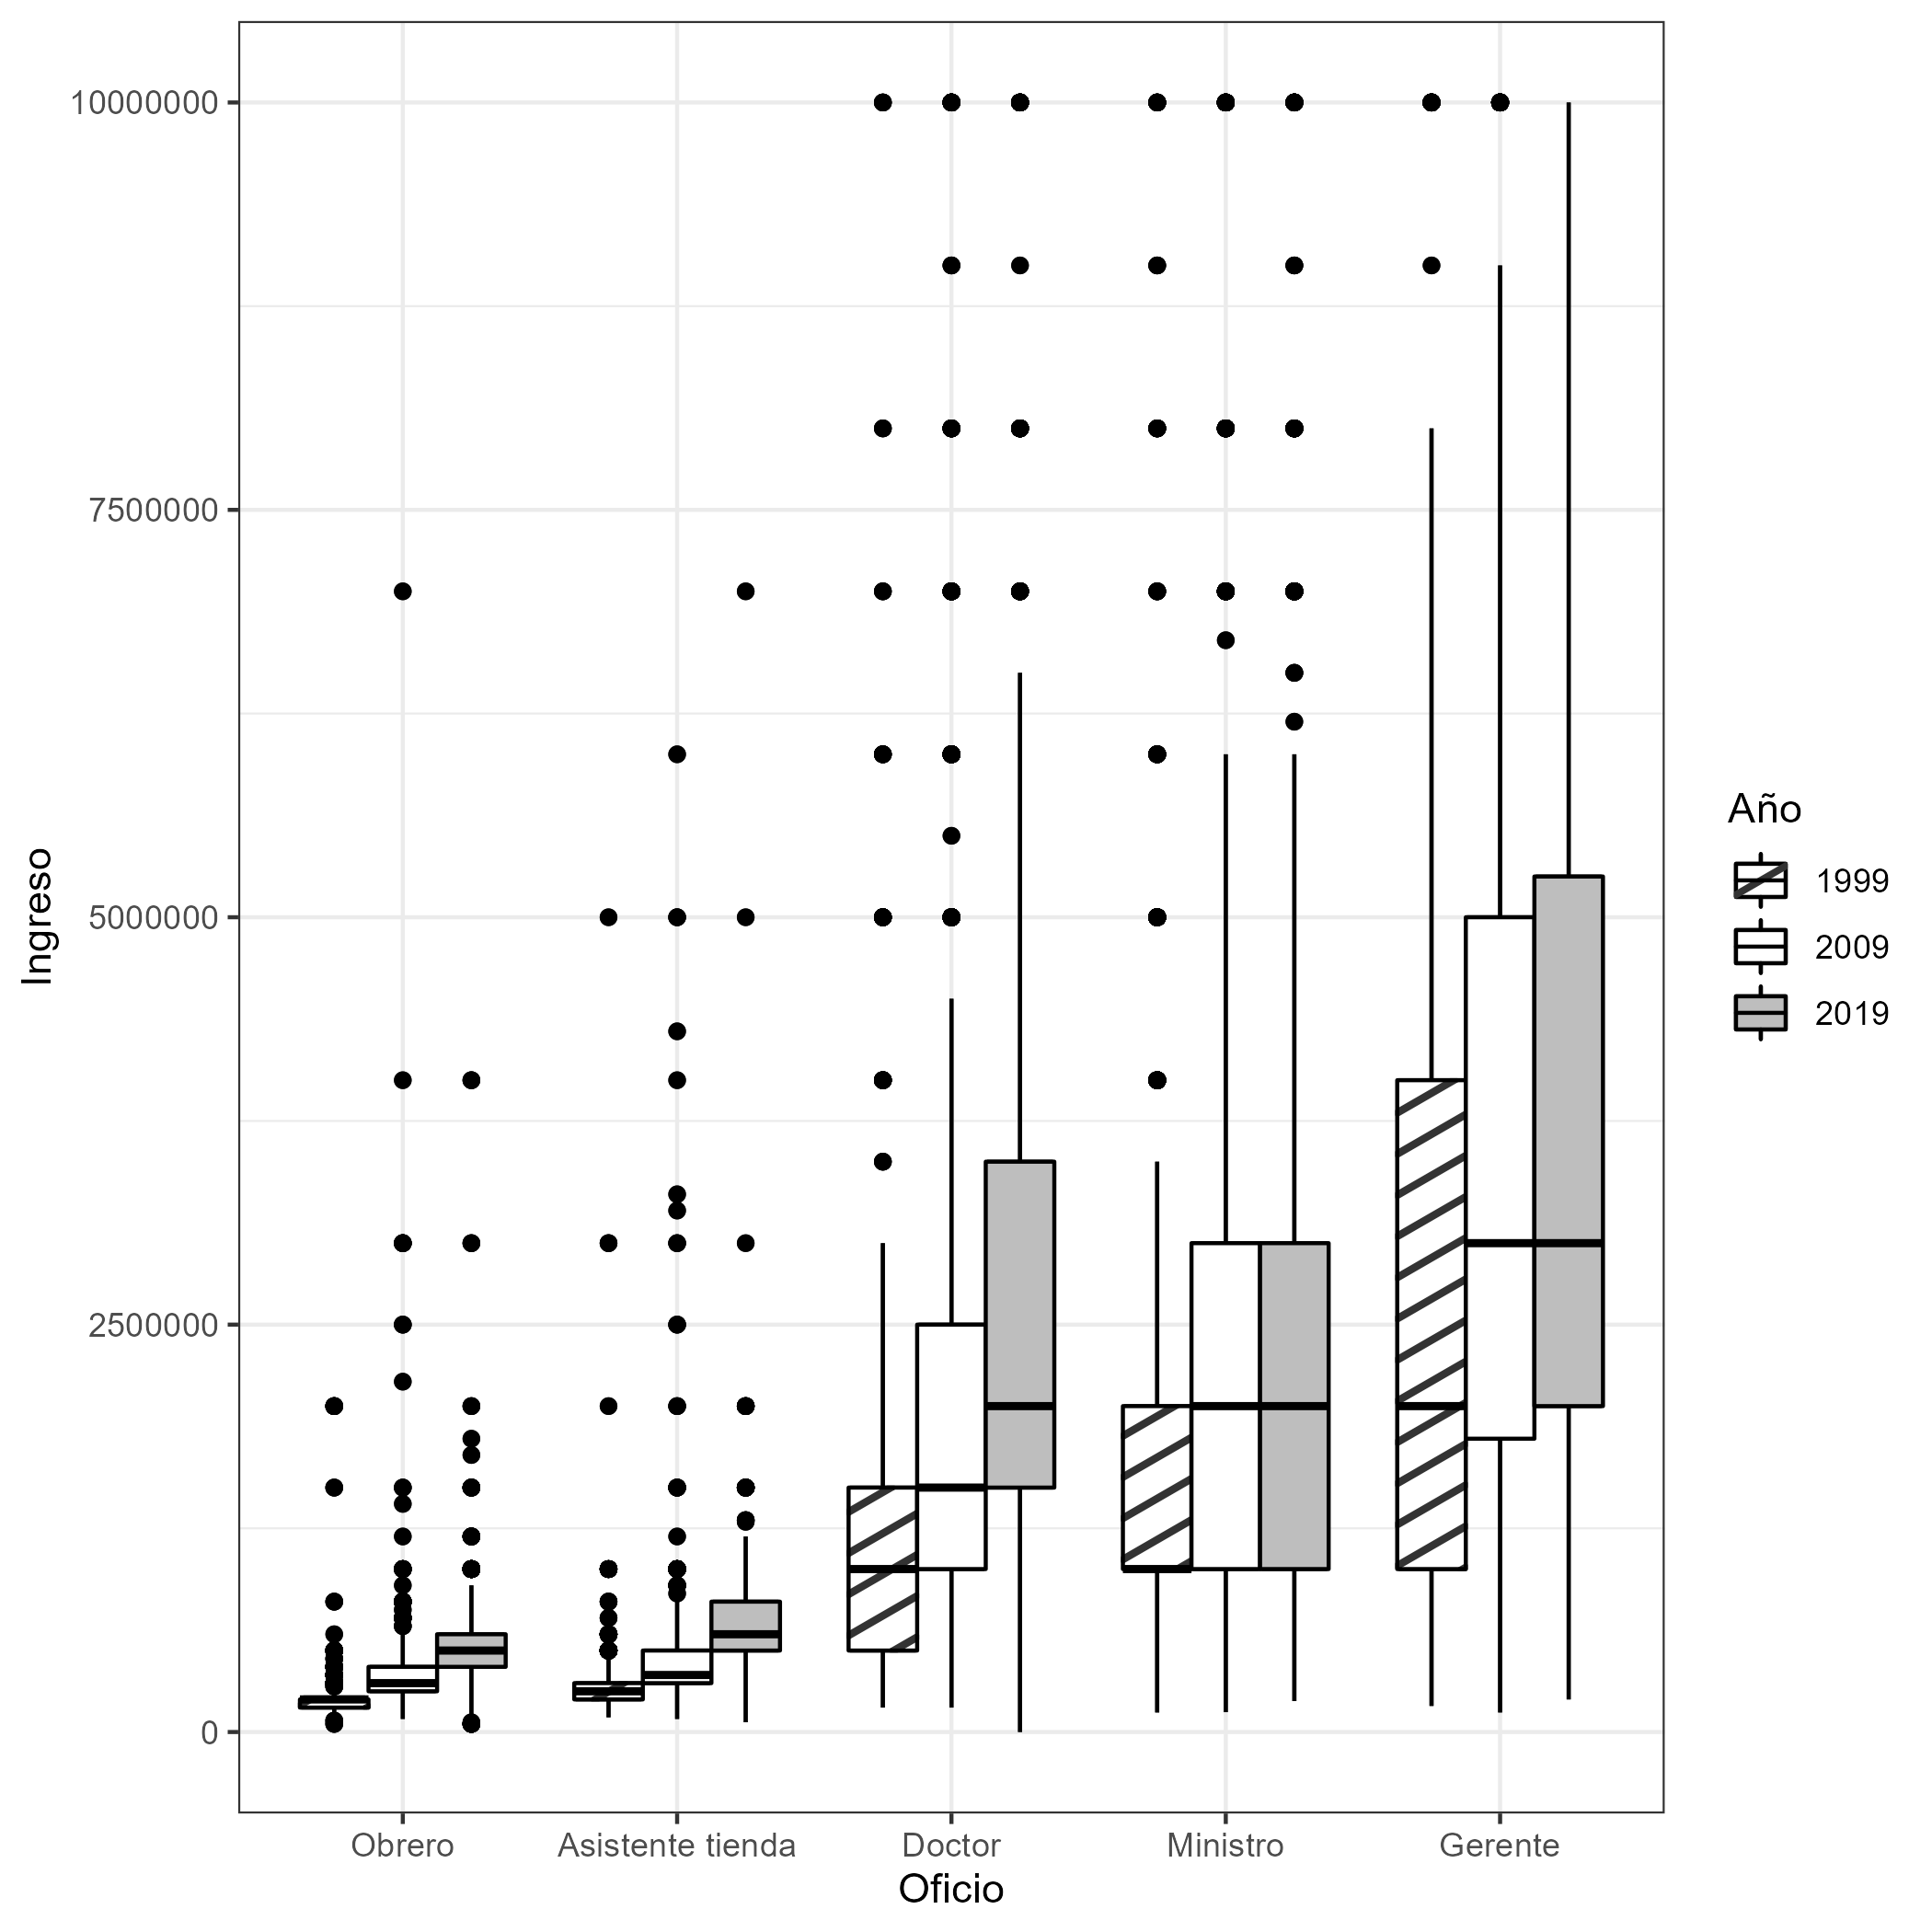 10000000
7500000
5000000
2500000
0
Ingreso
Obrero
Asistente tienda
Doctor
Ministro
Gerente
Oficio
Año
1999
2009
2019